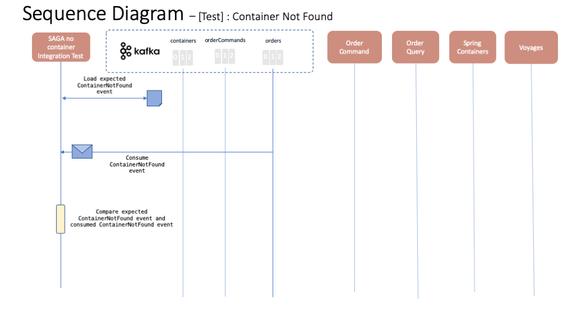 Sequence Diagram – [Test] : Container Not Found
SAGA no
container
Integration Test
kafka
containers
orderCommands
orders
Order
Command
Order
Query
Spring
Containers
Voyages
Load expected
ContainerNotFound
event
Consume
ContainerNotFound
event
Compare expected
ContainerNotFound event and
consumed ContainerNotFound event